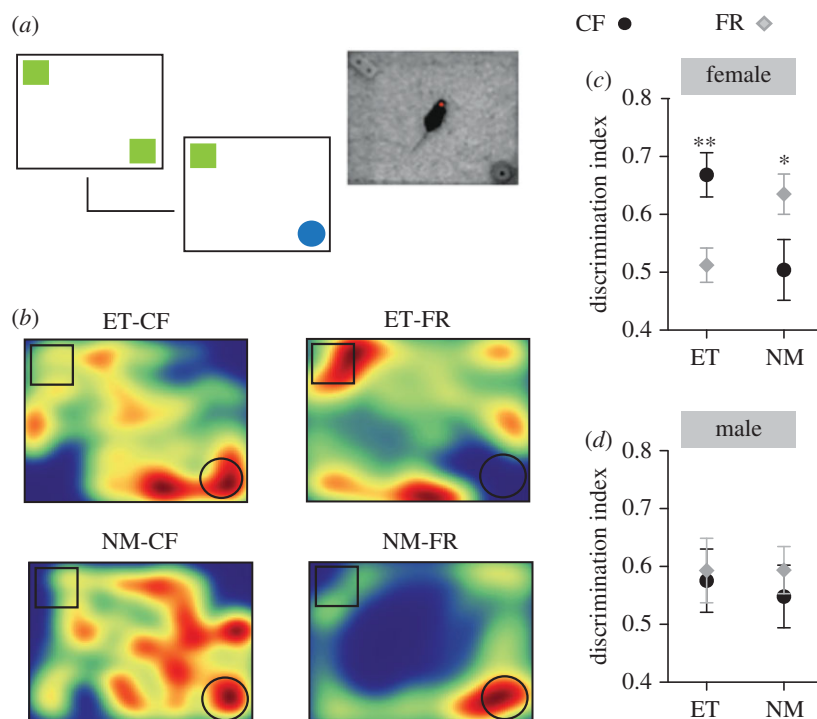 (a)
CF FR
(c) female
discrimination index
0.8
0.7
0.6
0.5
0.4
**
*
ET NM
(b)
ET-CF ET-FR
NM-CF NM-FR
(d) male
discrimination index
0.8
0.7
0.6
0.5
0.4
ET NM